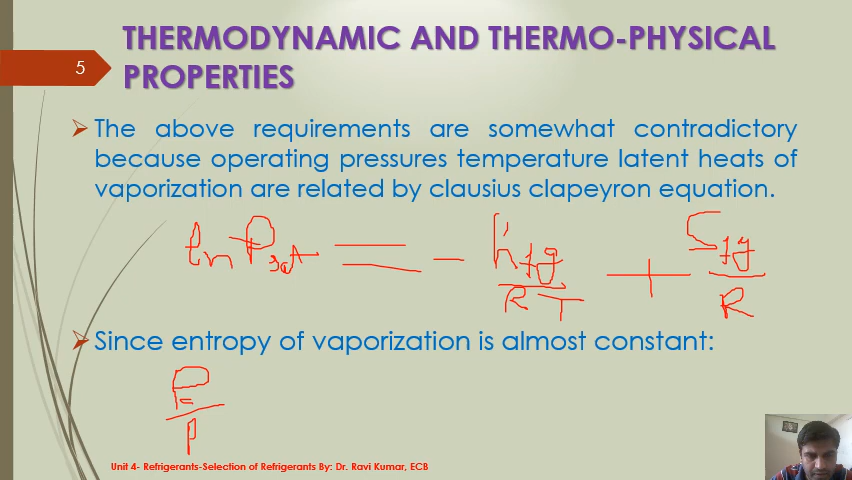 THERMODYNAMIC AND THERMO-PHYSICAL
5
PROPERTIES
The above requirements are somewhat contradictory
because operating pressures temperature latent heats of
vaporization are related by clausius clapeyron equation.
ln Psat = - hfg/RT + Sfg/R
Since entropy of vaporization is almost constant:
Unit 4- Refrigerants-Selection of Refrigerants By: Dr. Ravi Kumar, ECB